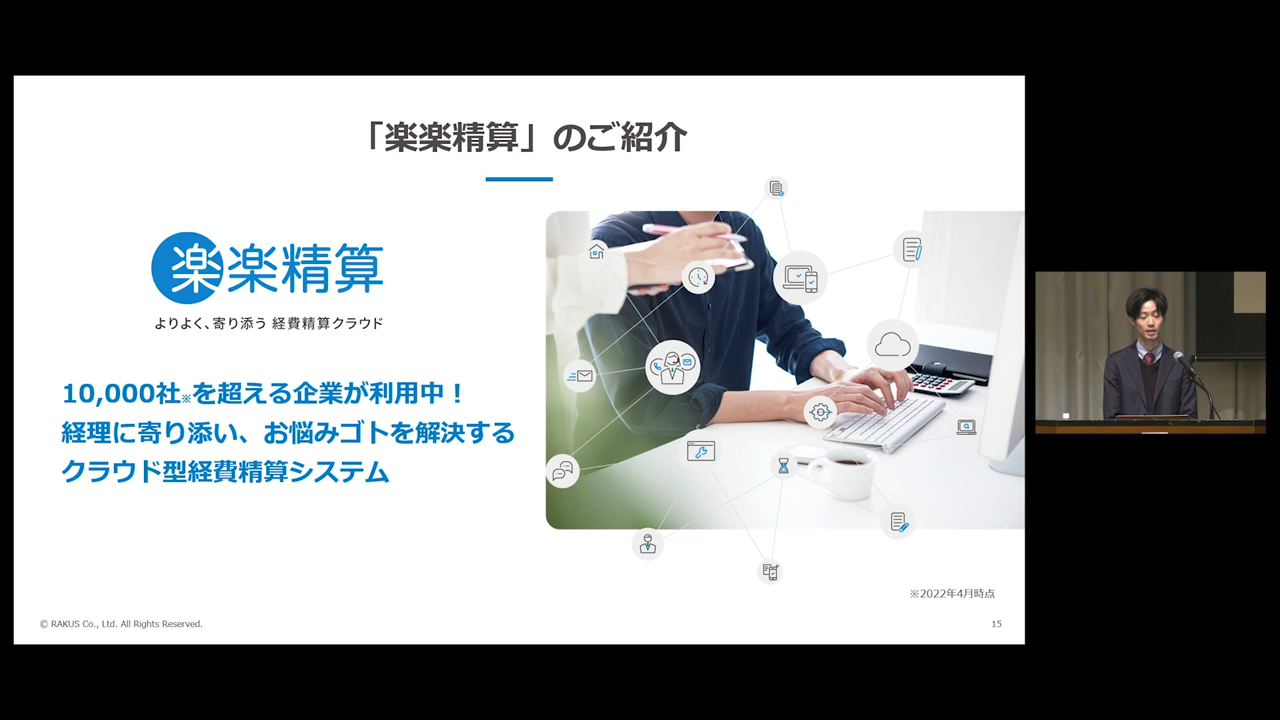 「楽楽精算」のご紹介
楽楽精算
よりよく、寄り添う 経費精算クラウド
10,000社※を超える企業が利用中！
経理に寄り添い、お悩みゴトを解決する
クラウド型経費精算システム
※2022年4月時点
© RAKUS Co., Ltd. All Rights Reserved.
15